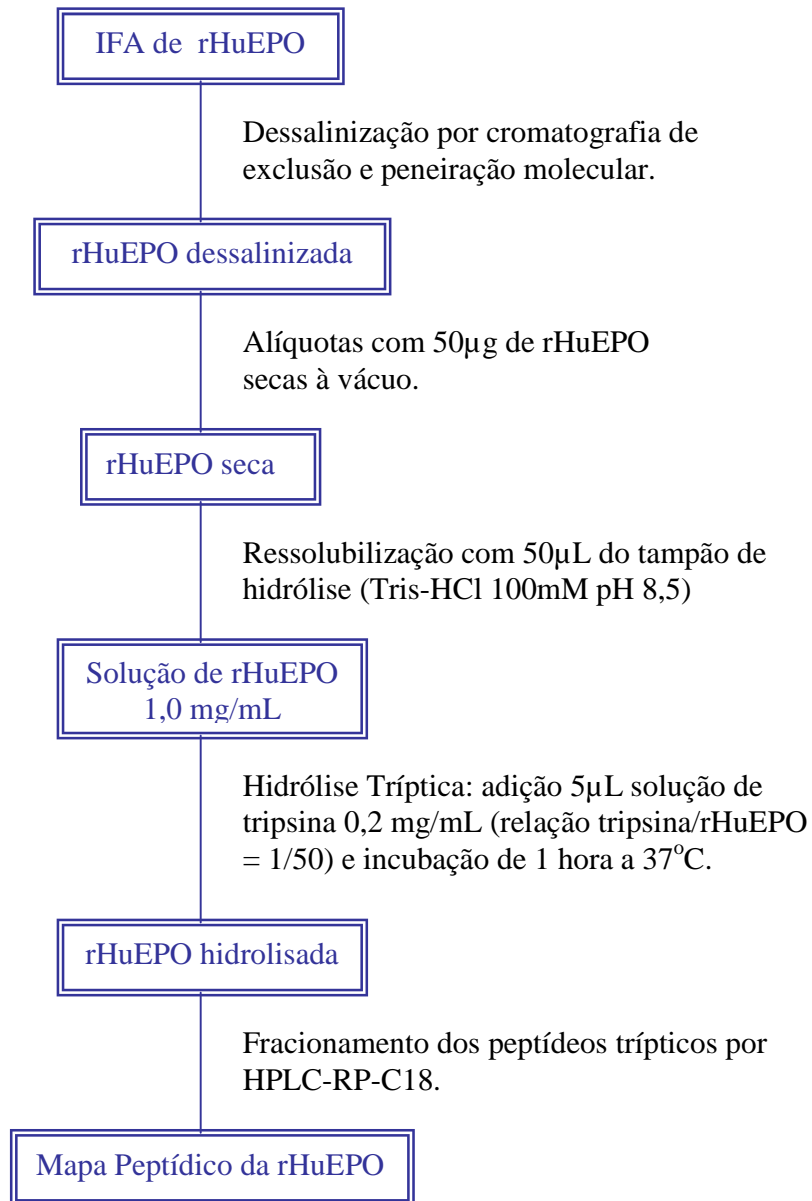 IFA de rHuEPO
Dessalinização por cromatografia de
exclusão e peneiração molecular.
rHuEPO dessalinizada
Alíquotas com 50µg de rHuEPO
secas à vácuo.
rHuEPO seca
Ressolubilização com 50µL do tampão de
hidrólise (Tris-HCl 100mM pH 8,5)
Solução de rHuEPO
1,0 mg/mL
Hidrólise Tríptica: adição 5µL solução de
tripsina 0,2 mg/mL (relação tripsina/rHuEPO
= 1/50) e incubação de 1 hora a 37ºC.
rHuEPO hidrolisada
Fracionamento dos peptídeos trípticos por
HPLC-RP-C18.
Mapa Peptídico da rHuEPO